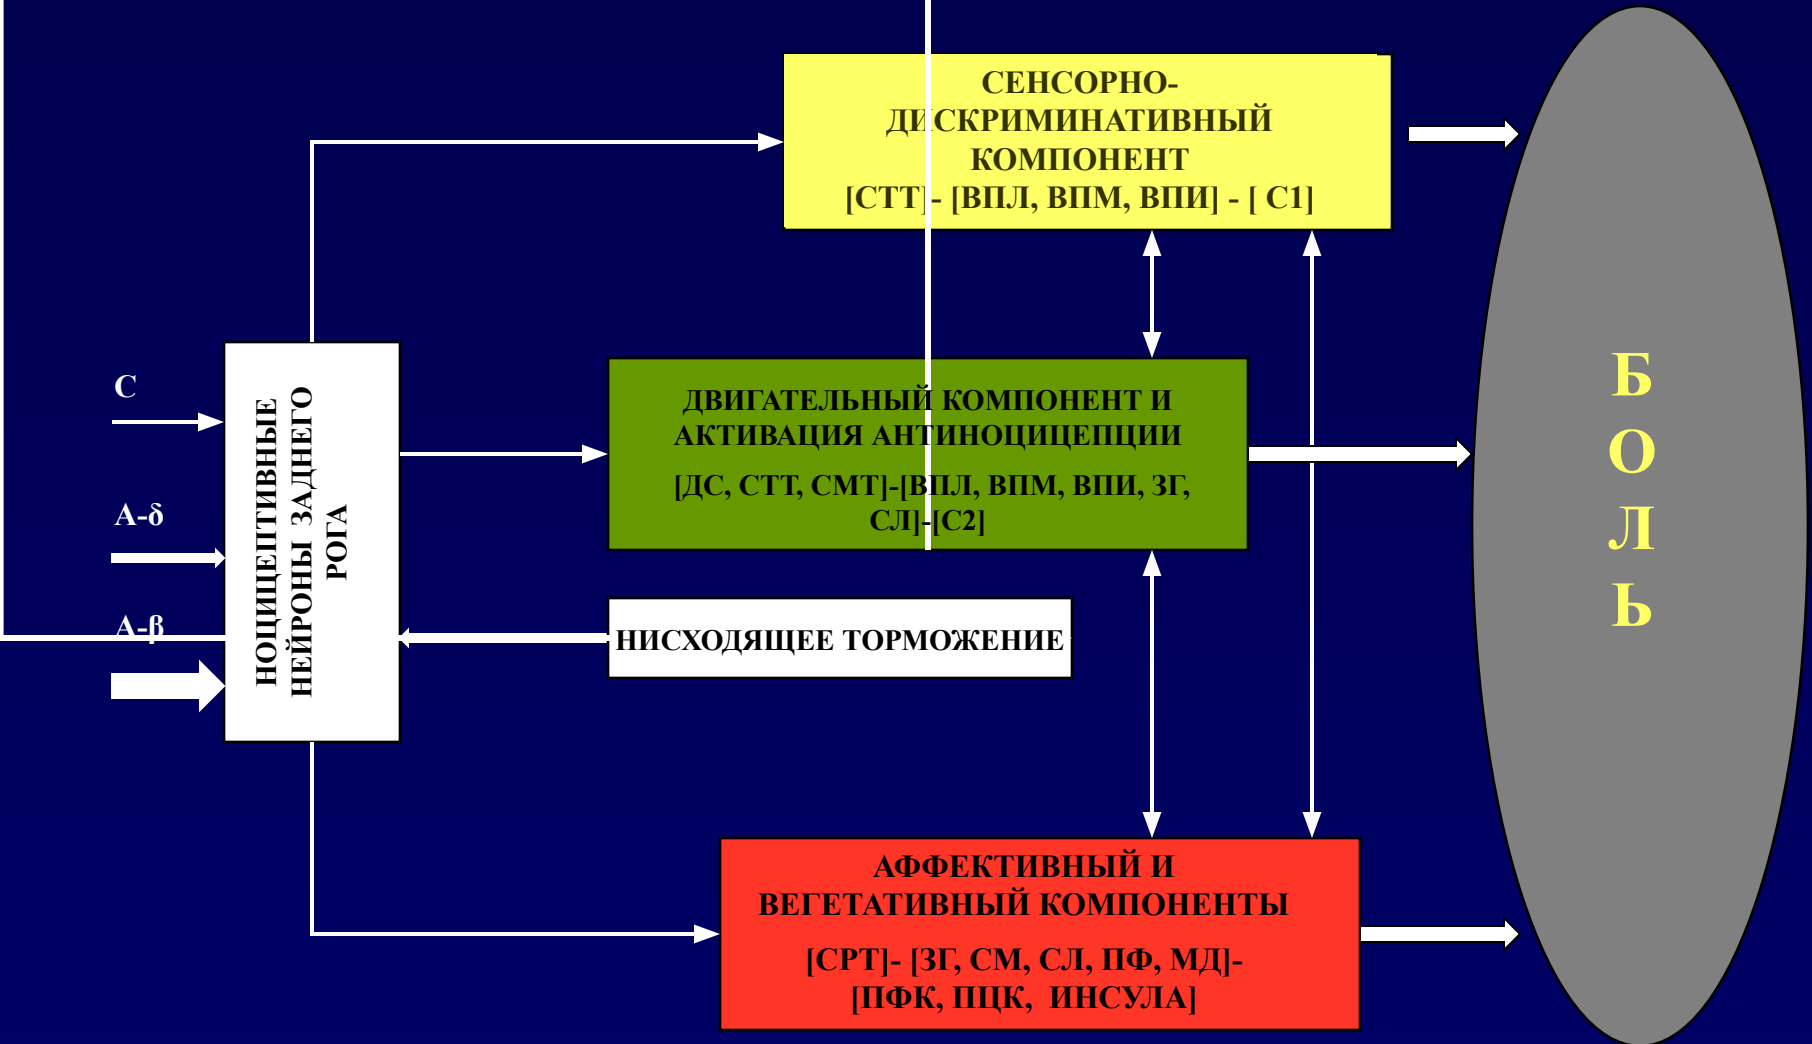 СЕНСОРНО-
ДИСКРИМИНАТИВНЫЙ
КОМПОНЕНТ
[СТТ]- [ВПЛ, ВПМ, ВПИ] - [ С1]
С
А-δ
А-β
НОЦИЦЕПТИВНЫЕ
НЕЙРОНЫ ЗАДНЕГО
РОГА
ДВИГАТЕЛЬНЫЙ КОМПОНЕНТ И
АКТИВАЦИЯ АНТИНОЦИЦЕПЦИИ
[ДС, СТТ, СМТ]-[ВПЛ, ВПМ, ВПИ, ЗГ,
СЛ]-[С2]
НИСХОДЯЩЕЕ ТОРМОЖЕНИЕ
АФФЕКТИВНЫЙ И
ВЕГЕТАТИВНЫЙ КОМПОНЕНТЫ
[СРТ]- [ЗГ, СМ, СЛ, ПФ, МД]-
[ПФК, ПЦК, ИНСУЛА]
Б
О
Л
Ь